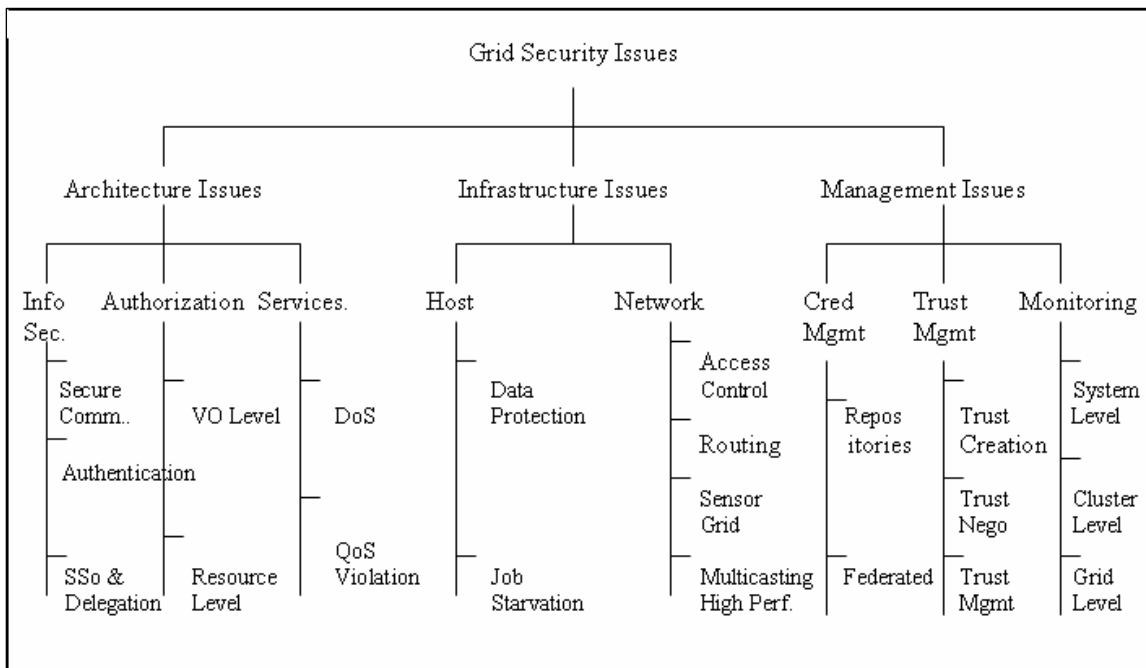 Grid Security Issues
Architecture Issues
Infrastructure Issues
Management Issues
Info
Sec.
Authorization
Services.
Host
Network
Cred
Mgmt
Trust
Mgmt
Monitoring
Secure
Comm..
Authentication
SSo &
Delegation
VO Level
Resource
Level
DoS
QoS
Violation
Data
Protection
Job
Starvation
Access
Control
Routing
Sensor
Grid
Multicasting
High Perf.
Repos
itories
Federated
Trust
Creation
Trust
Nego
Trust
Mgmt
System
Level
Cluster
Level
Grid
Level